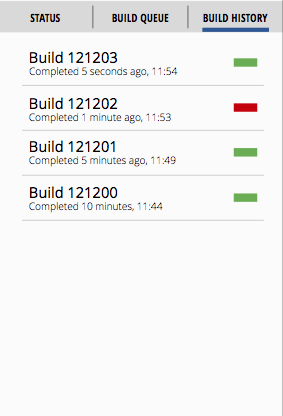 STATUS
BUILD QUEUE
BUILD HISTORY
Build 121203
Completed 5 seconds ago, 11:54
Build 121202
Completed 1 minute ago, 11:53
Build 121201
Completed 5 minutes ago, 11:49
Build 121200
Completed 10 minutes, 11:44